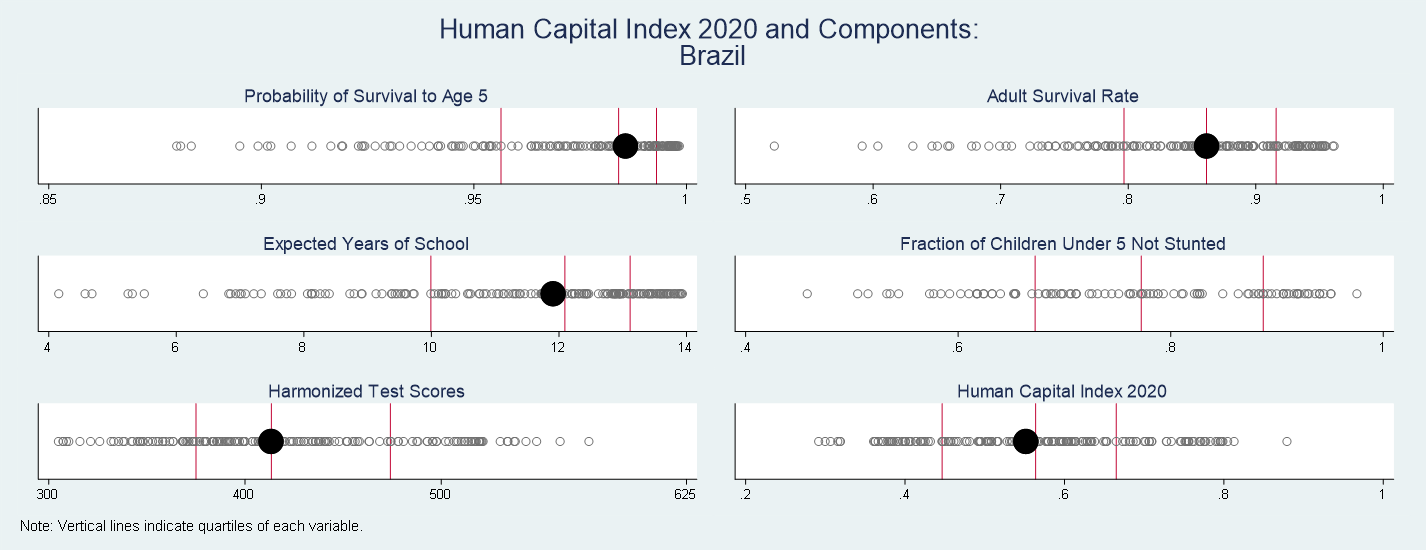 Human Capital Index 2020 and Components:
Brazil
Probability of Survival to Age 5
.85 .9 .95 1
Adult Survival Rate
.5 .6 .7 .8 .9 1
Expected Years of School
4 6 8 10 12 14
Fraction of Children Under 5 Not Stunted
.4 .6 .8 1
Harmonized Test Scores
300 400 500 625
Human Capital Index 2020
.2 .4 .6 .8 1
Note: Vertical lines indicate quartiles of each variable.